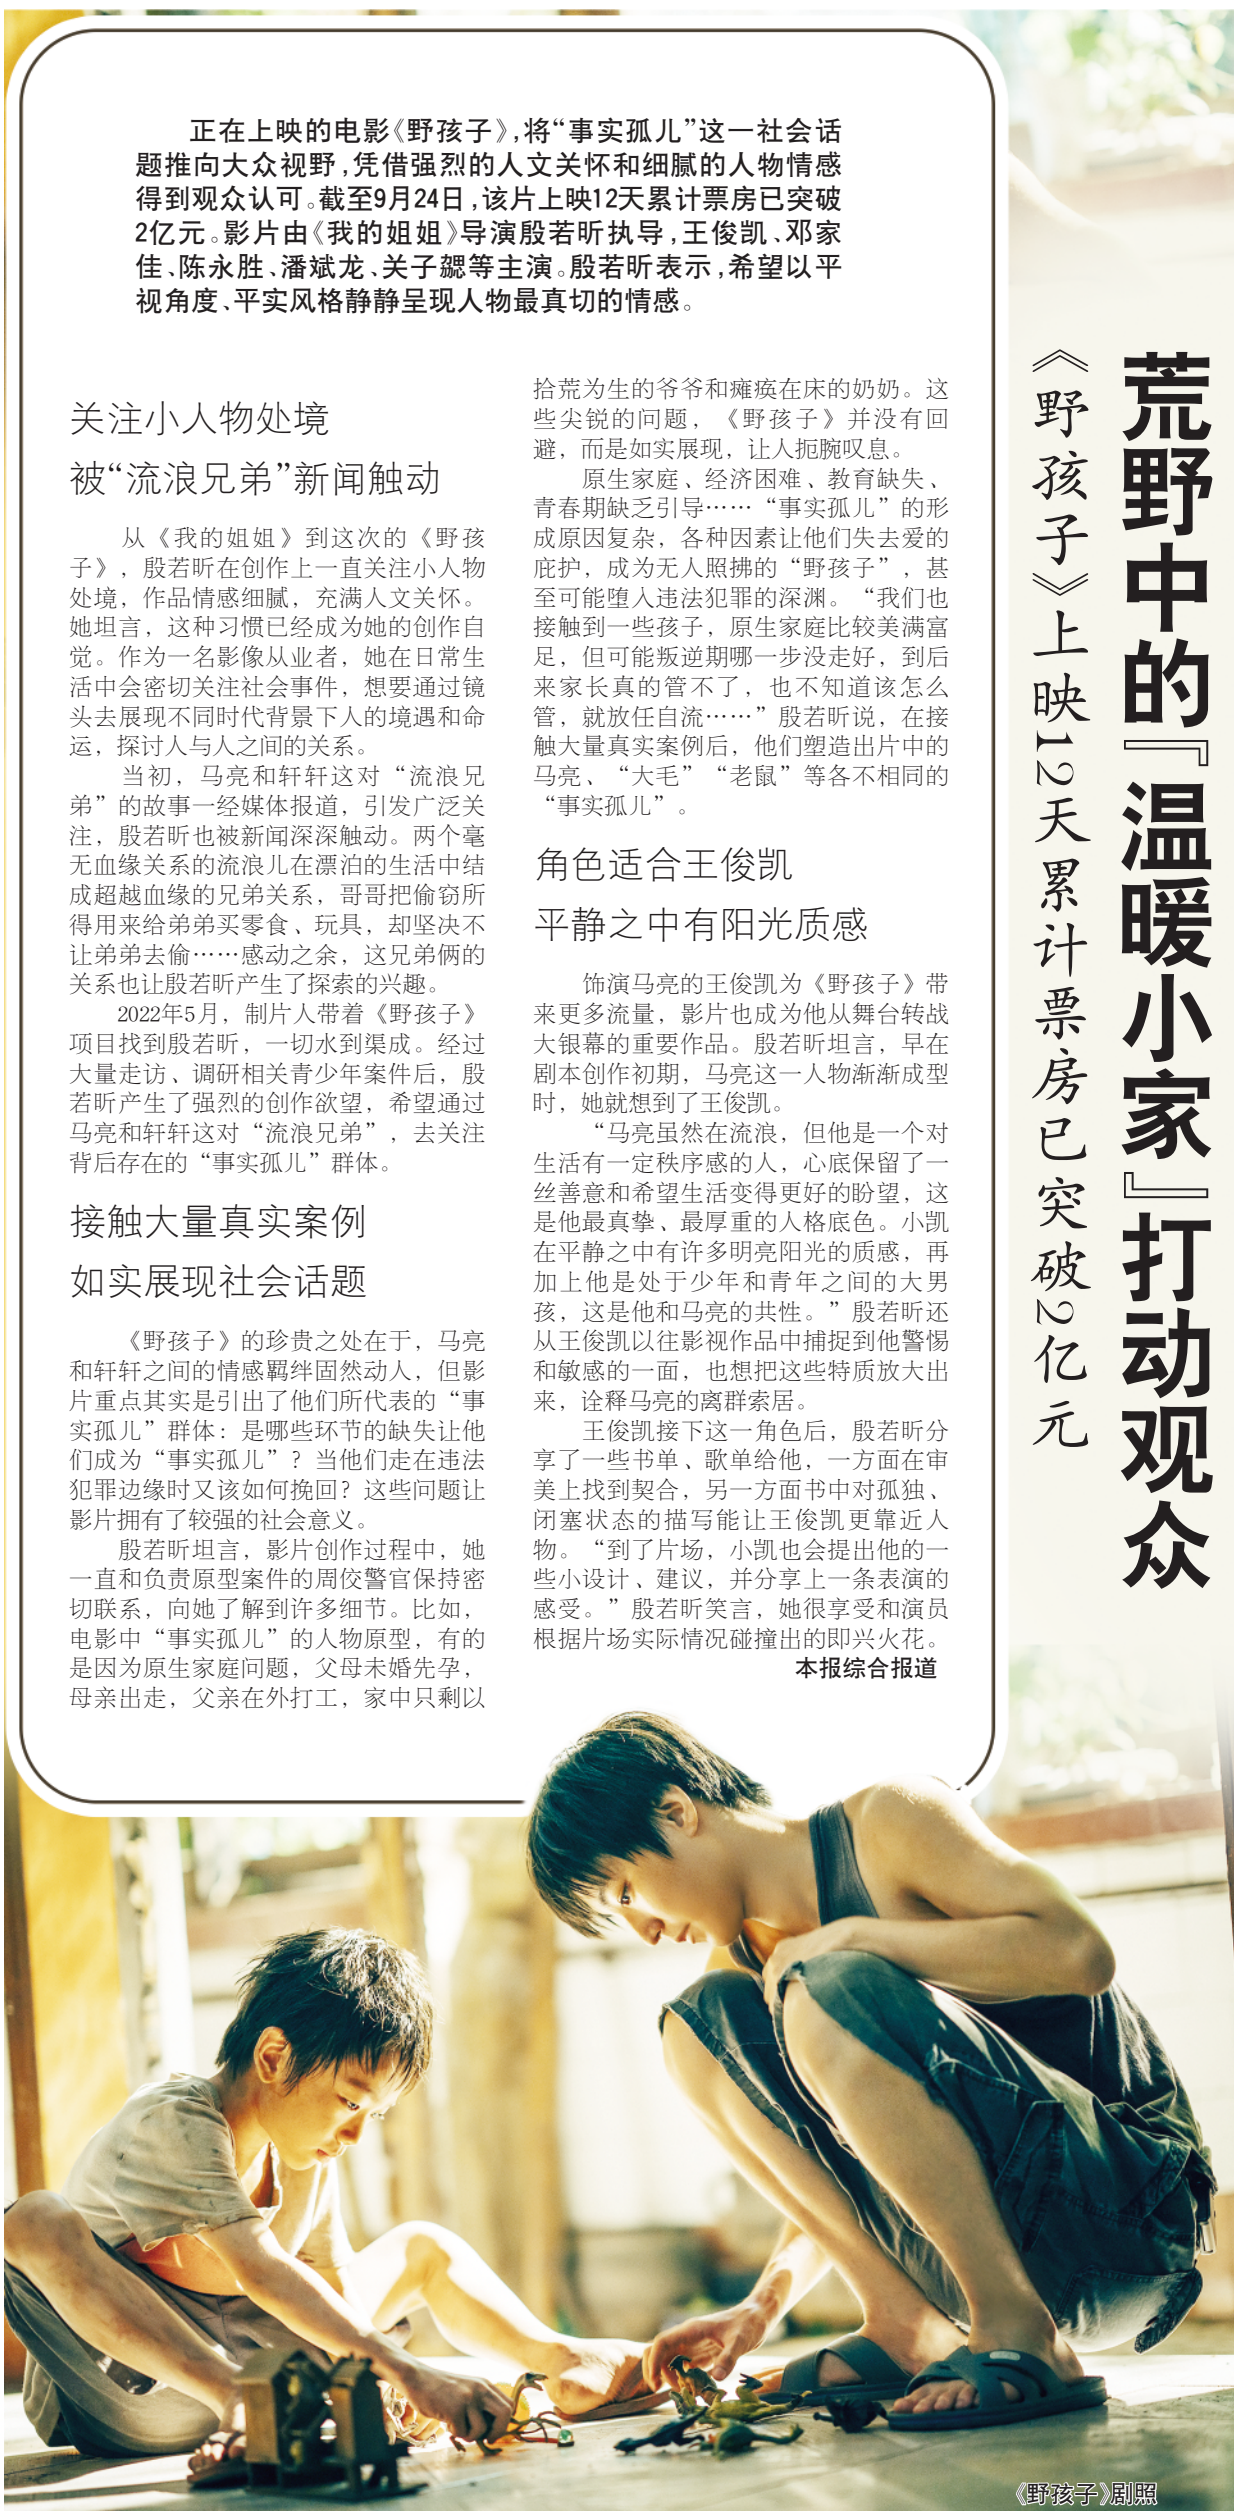 荒野中的『温暖小家』打动观众
《野孩子》上映12天累计票房已突破2亿元
正在上映的电影《野孩子》,将“事实孤儿”这一社会话
题推向大众视野,凭借强烈的人文关怀和细腻的人物情感
得到观众认可。截至9月24日,该片上映12天累计票房已突破
2亿元。影片由《我的姐姐》导演殷若昕执导,王俊凯、邓家
佳、陈永胜、潘斌龙、关子勰等主演。殷若昕表示,希望以平
视角度、平实风格静静呈现人物最真切的情感。
关注小人物处境
被“流浪兄弟”新闻触动
从《我的姐姐》到这次的《野孩
子》，殷若昕在创作上一直关注小人物
处境，作品情感细腻，充满人文关怀。
她坦言，这种习惯已经成为她的创作自
觉。作为一名影像从业者，她在日常生
活中会密切关注社会事件，想要通过镜
头去展现不同时代背景下人的境遇和命
运，探讨人与人之间的关系。
当初，马亮和轩轩这对“流浪兄
弟”的故事一经媒体报道，引发广泛关
注，殷若昕也被新闻深深触动。两个毫
无血缘关系的流浪儿在漂泊的生活中结
成超越血缘的兄弟关系，哥哥把偷窃所
得用来给弟弟买零食、玩具，却坚决不
让弟弟去偷……感动之余，这兄弟俩的
关系也让殷若昕产生了探索的兴趣。
2022年5月，制片人带着《野孩子》
项目找到殷若昕，一切水到渠成。经过
大量走访、调研相关青少年案件后，殷
若昕产生了强烈的创作欲望，希望通过
马亮和轩轩这对“流浪兄弟”，去关注
背后存在的“事实孤儿”群体。
接触大量真实案例
如实展现社会话题
《野孩子》的珍贵之处在于，马亮
和轩轩之间的情感羁绊固然动人，但影
片重点其实是引出了他们所代表的“事
实孤儿”群体：是哪些环节的缺失让他
们成为“事实孤儿”？当他们走在违法
犯罪边缘时又该如何挽回？这些问题让
影片拥有了较强的社会意义。
殷若昕坦言，影片创作过程中，她
一直和负责原型案件的周佼警官保持密
切联系，向她了解到许多细节。比如，
电影中“事实孤儿”的人物原型，有的
是因为原生家庭问题，父母未婚先孕，
母亲出走，父亲在外打工，家中只剩以
拾荒为生的爷爷和瘫痪在床的奶奶。这
些尖锐的问题，《野孩子》并没有回
避，而是如实展现，让人扼腕叹息。
原生家庭、经济困难、教育缺失、
青春期缺乏引导……“事实孤儿”的形
成原因复杂，各种因素让他们失去爱的
庇护，成为无人照拂的“野孩子”，甚
至可能堕入违法犯罪的深渊。“我们也
接触到一些孩子，原生家庭比较美满富
足，但可能叛逆期哪一步没走好，到后
来家长真的管不了，也不知道该怎么
管，就放任自流……”殷若昕说，在接
触大量真实案例后，他们塑造出片中的
马亮、“大毛”“老鼠”等各不相同的
“事实孤儿”。
角色适合王俊凯
平静之中有阳光质感
饰演马亮的王俊凯为《野孩子》带
来更多流量，影片也成为他从舞台转战
大银幕的重要作品。殷若昕坦言，早在
剧本创作初期，马亮这一人物渐渐成型
时，她就想到了王俊凯。
“马亮虽然在流浪，但他是一个对
生活有一定秩序感的人，心底保留了一
丝善意和希望生活变得更好的盼望，这
是他最真挚、最厚重的人格底色。小凯
在平静之中有许多明亮阳光的质感，再
加上他是处于少年和青年之间的大男
孩，这是他和马亮的共性。”殷若昕还
从王俊凯以往影视作品中捕捉到他警惕
和敏感的一面，也想把这些特质放大出
来，诠释马亮的离群索居。
王俊凯接下这一角色后，殷若昕分
享了一些书单、歌单给他，一方面在审
美上找到契合，另一方面书中对孤独、
闭塞状态的描写能让王俊凯更靠近人
物。“到了片场，小凯也会提出他的一
些小设计、建议，并分享上一条表演的
感受。”殷若昕笑言，她很享受和演员
根据片场实际情况碰撞出的即兴火花。
本报综合报道
《野孩子》剧照